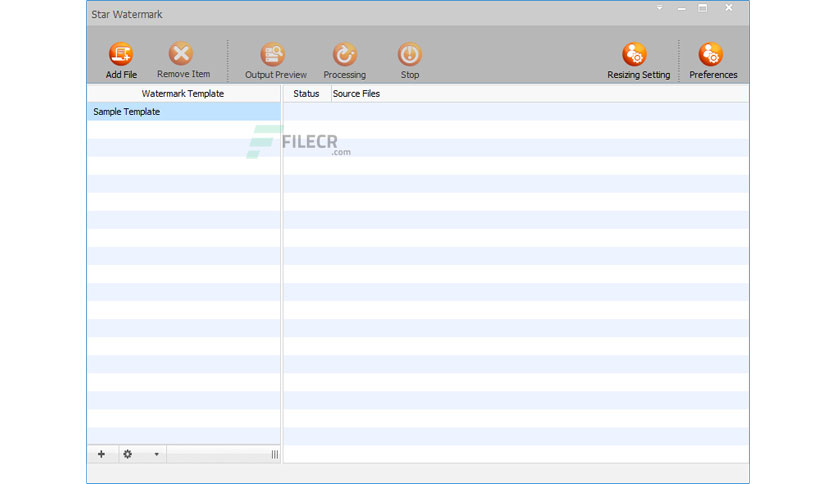 Star Watermark
Add File
Remove Item
Output Preview
Processing
Stop
Resizing Setting
Preferences
Watermark Template
Status
Source Files
Sample Template
FILECR
.com